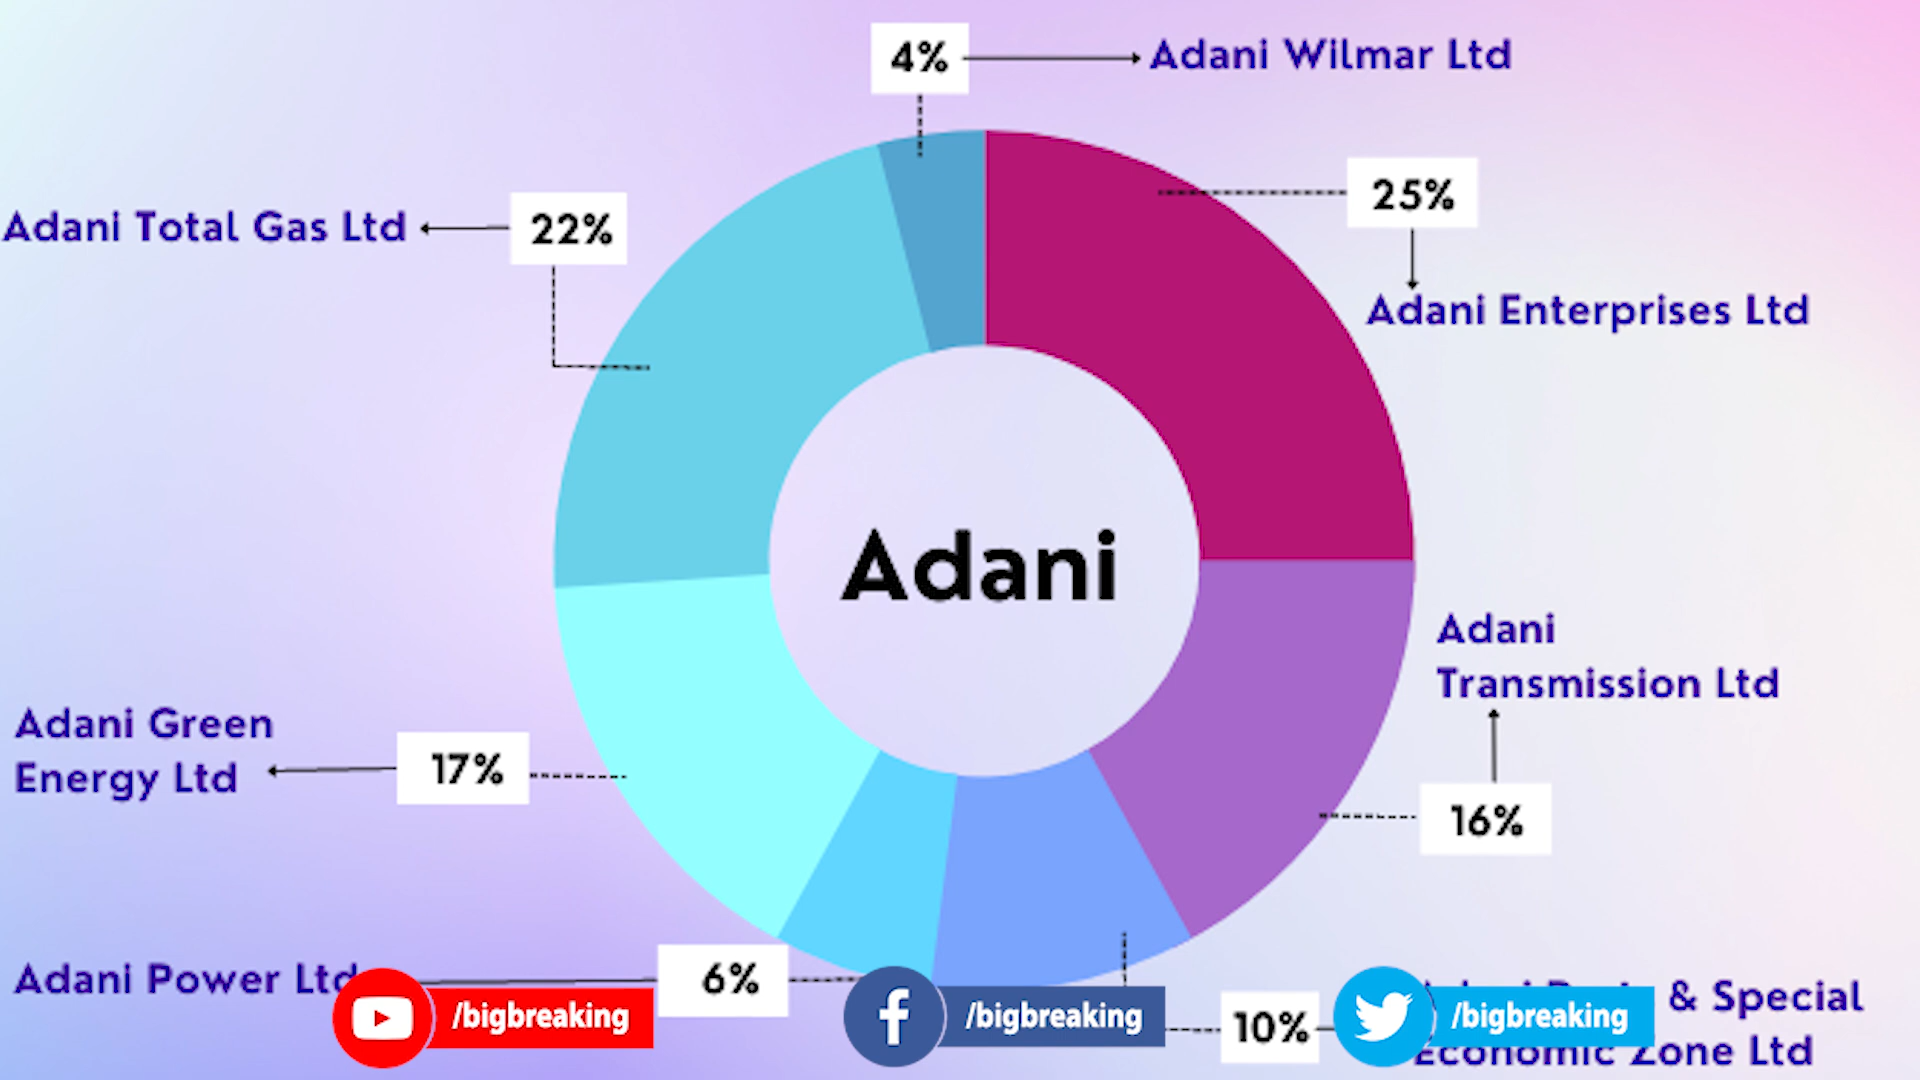 4%
Adani Wilmar Ltd
25%
Adani Enterprises Ltd
Adani Total Gas Ltd
22%
Adani
Adani
Transmission Ltd
16%
Adani Green
Energy Ltd
17%
Adani Power Ltd
6%
10%
& Special
Economic Zone Ltd
/bigbreaking
/bigbreaking
/bigbreaking